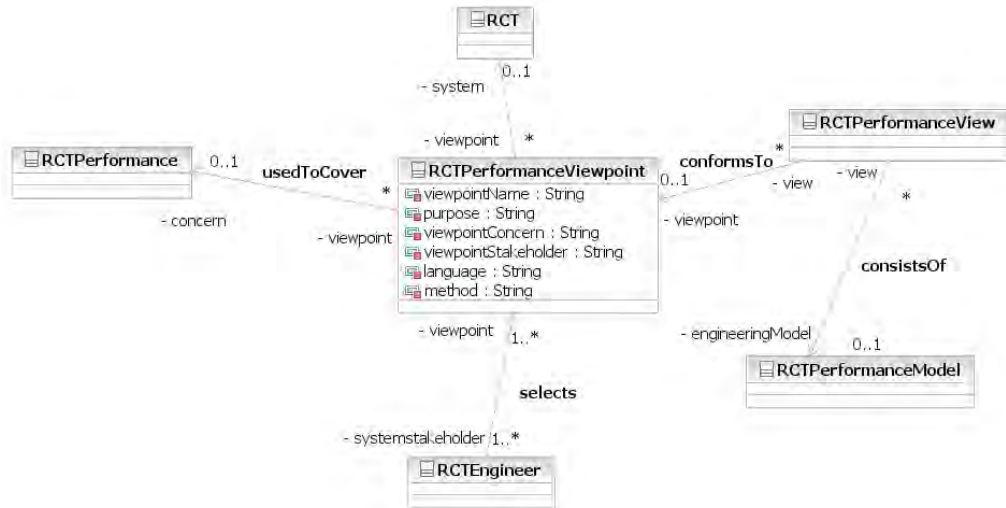 RCT
0..1
- system
- viewpoint
*
RCTPerformance
0..1
usedToCover
*
- concern
- viewpoint
RCTPerformanceViewpoint
viewpointName : String
purpose : String
viewpointConcern : String
viewpointStakeholder : String
language : String
method : String
conformsTo
*
0..1
- view
- viewpoint
RCTPerformanceView
- view
*
consistsOf
- engineeringModel
0..1
RCTPerformanceModel
- viewpoint
1..*
selects
- systemstakeholder
1..*
RCTEngineer